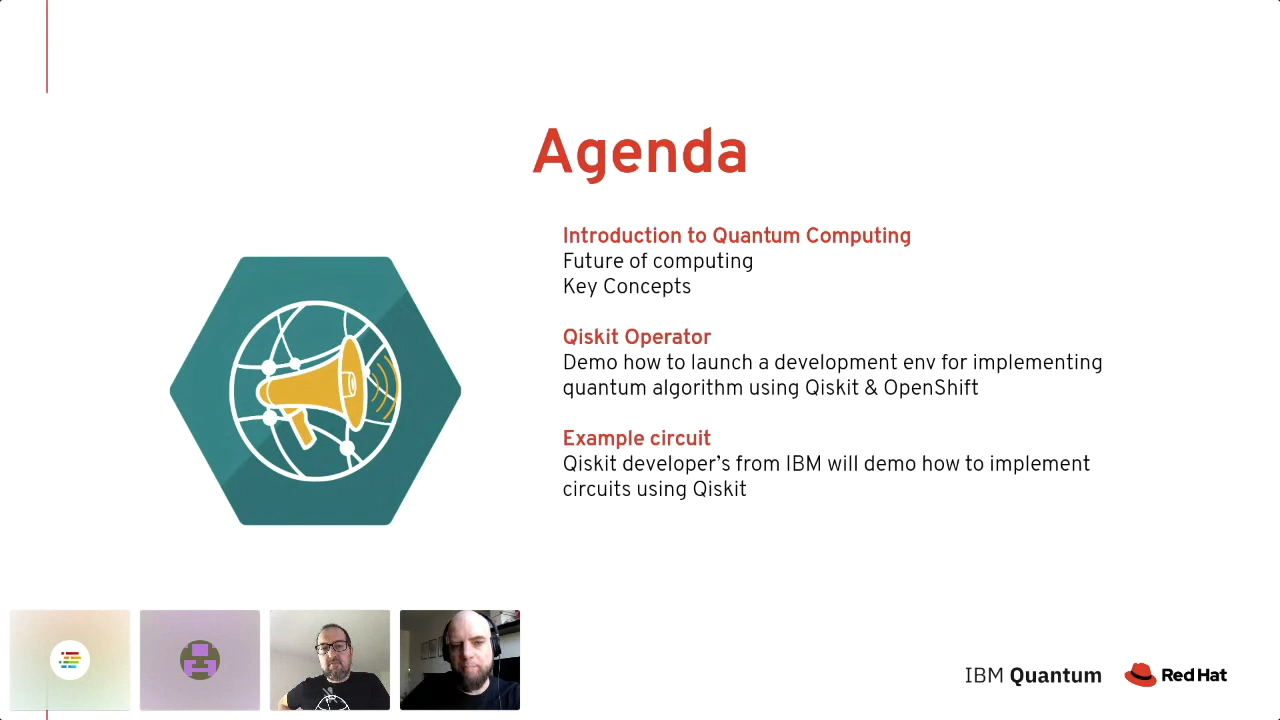 Agenda
Introduction to Quantum Computing
Future of computing
Key Concepts
Qiskit Operator
Demo how to launch a development env for implementing
quantum algorithm using Qiskit & OpenShift
Example circuit
Qiskit developer’s from IBM will demo how to implement
circuits using Qiskit
IBM Quantum
Red Hat